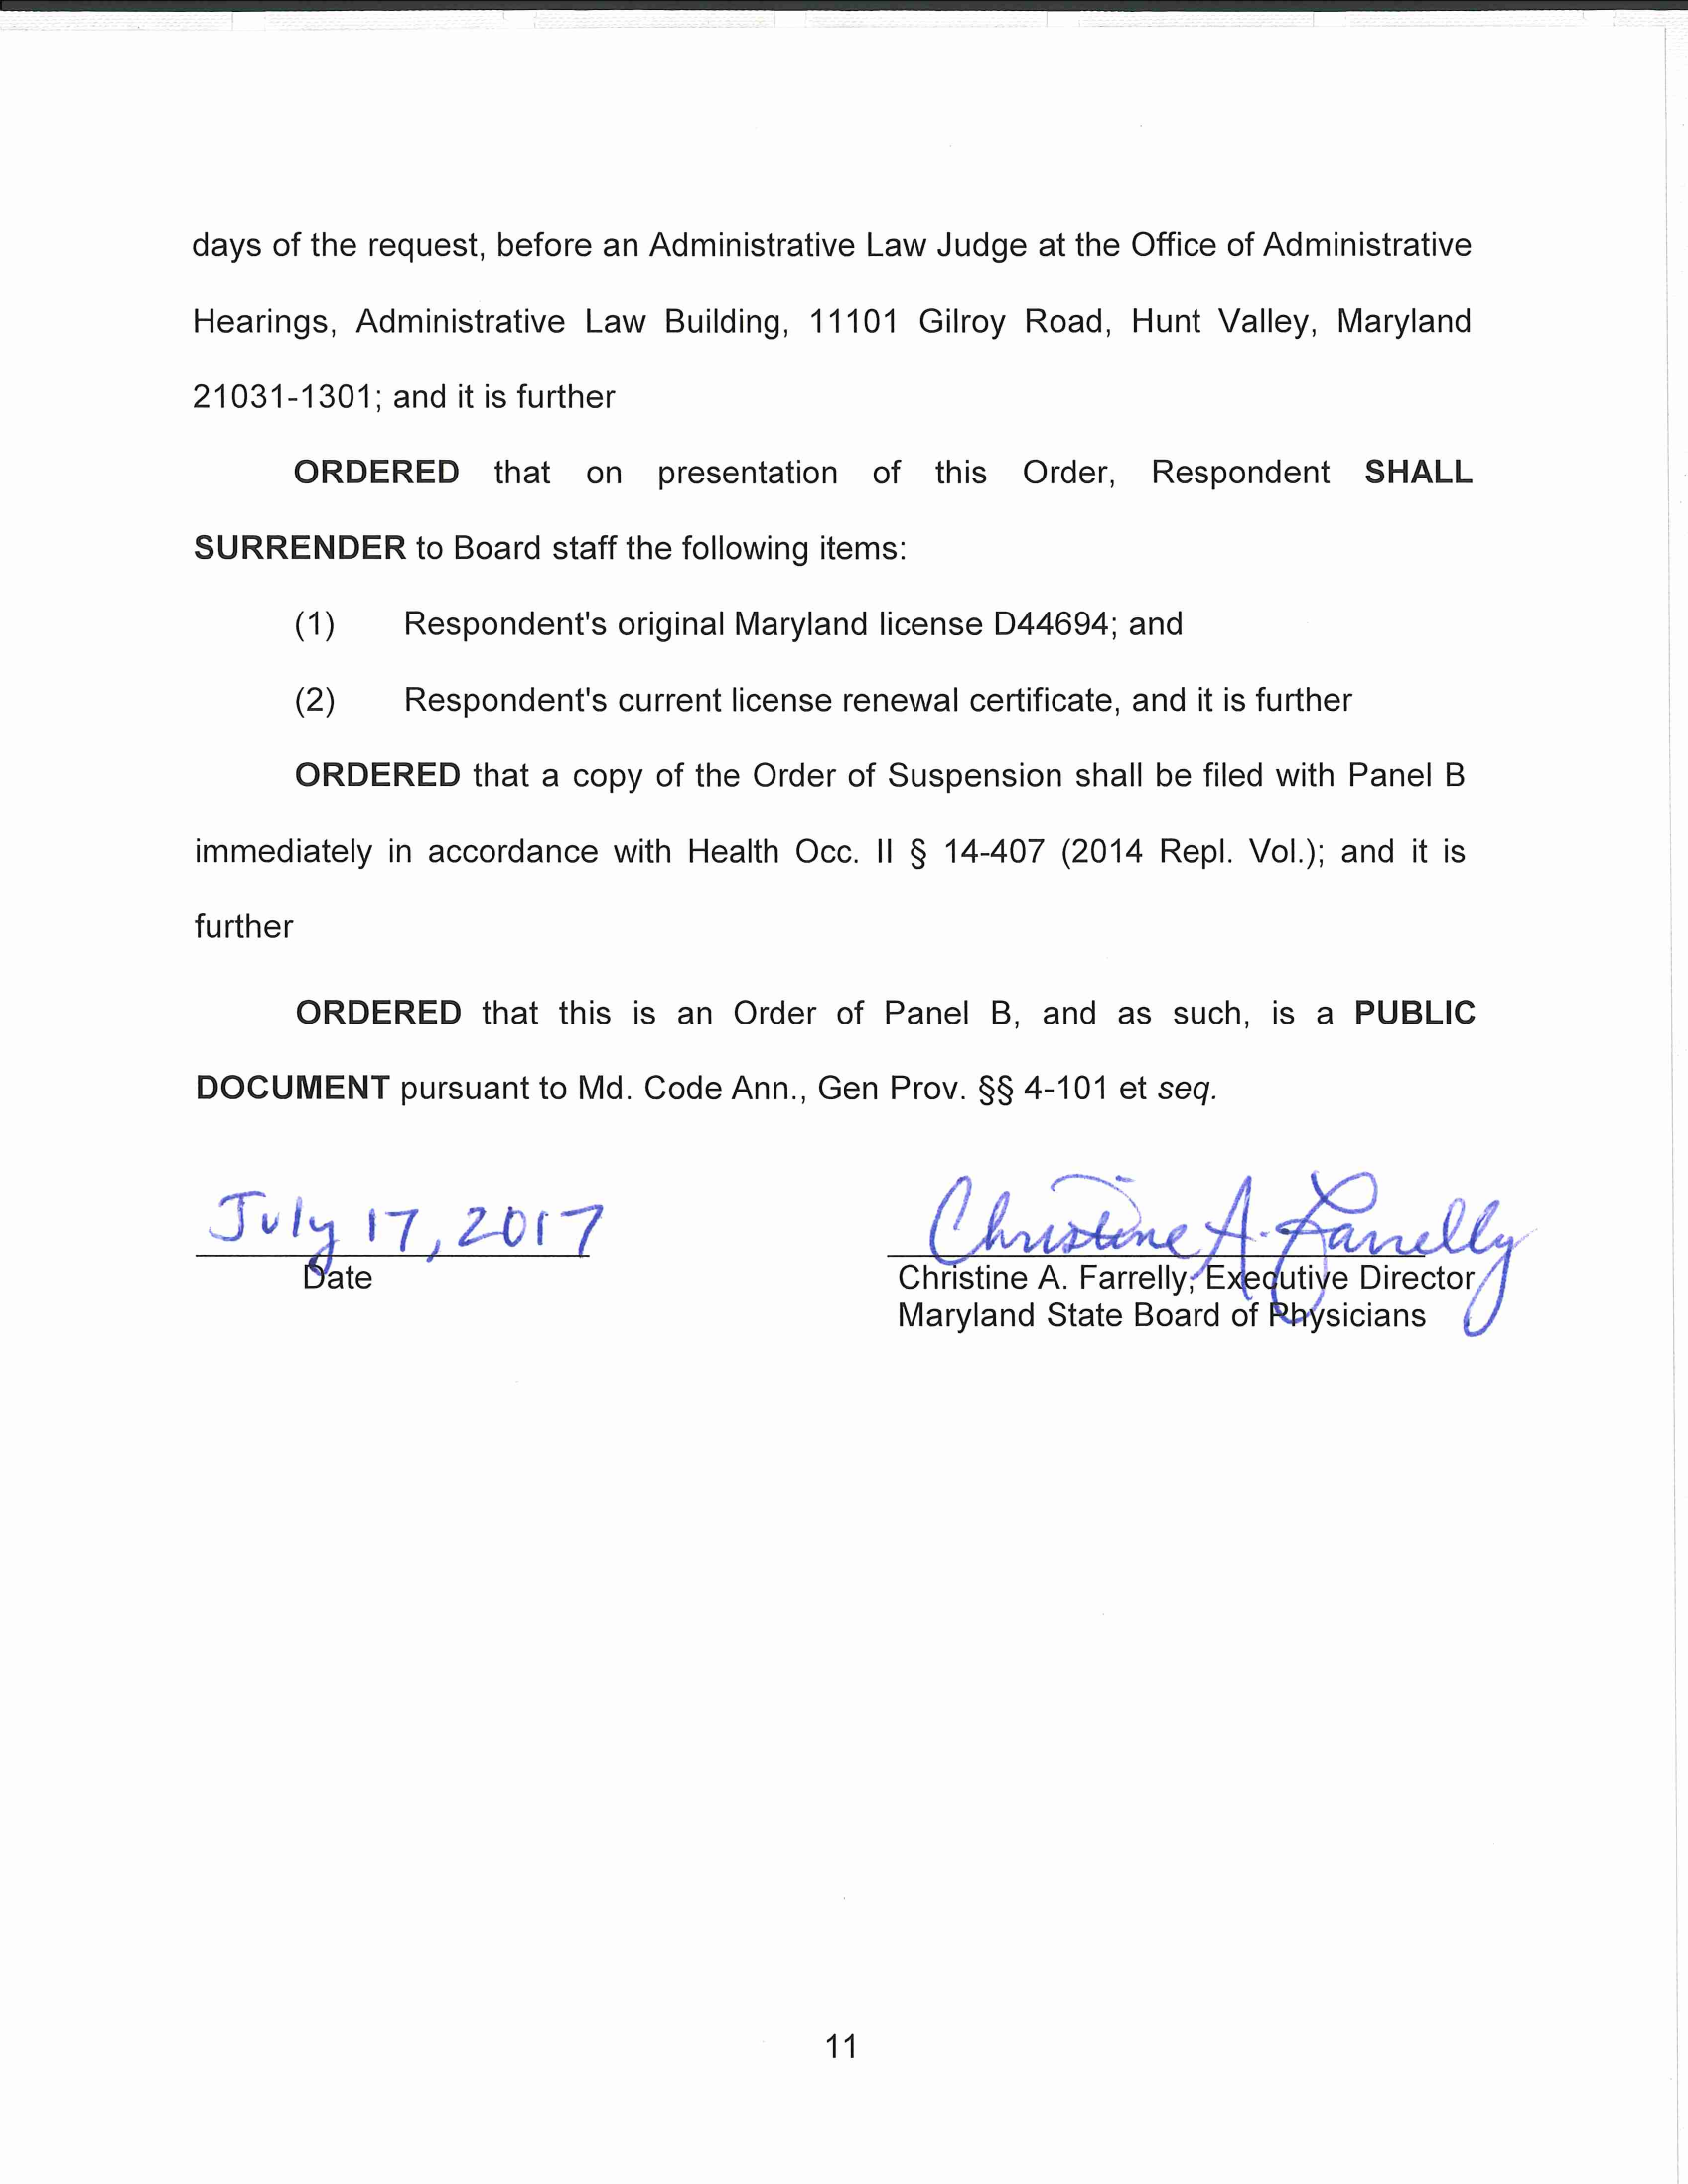 days of the request, before an Administrative Law Judge at the Office of Administrative
Hearings, Administrative Law Building, 11101 Gilroy Road, Hunt Valley, Maryland
21031-1301; and it is further
ORDERED that on presentation of this Order, Respondent SHALL
SURRENDER to Board staff the following items:
(1) Respondent's original Maryland license D44694; and
(2) Respondent's current license renewal certificate, and it is further
ORDERED that a copy of the Order of Suspension shall be filed with Panel B
immediately in accordance with Health Occ. II § 14-407 (2014 Repl. Vol.); and it is
further
ORDERED that this is an Order of Panel B, and as such, is a PUBLIC
DOCUMENT pursuant to Md. Code Ann., Gen Prov. §§ 4-101 et seq.
July 17, 2017
Date
Christine A. Farrelly
Christine A. Farrelly, Executive Director
Maryland State Board of Physicians
11